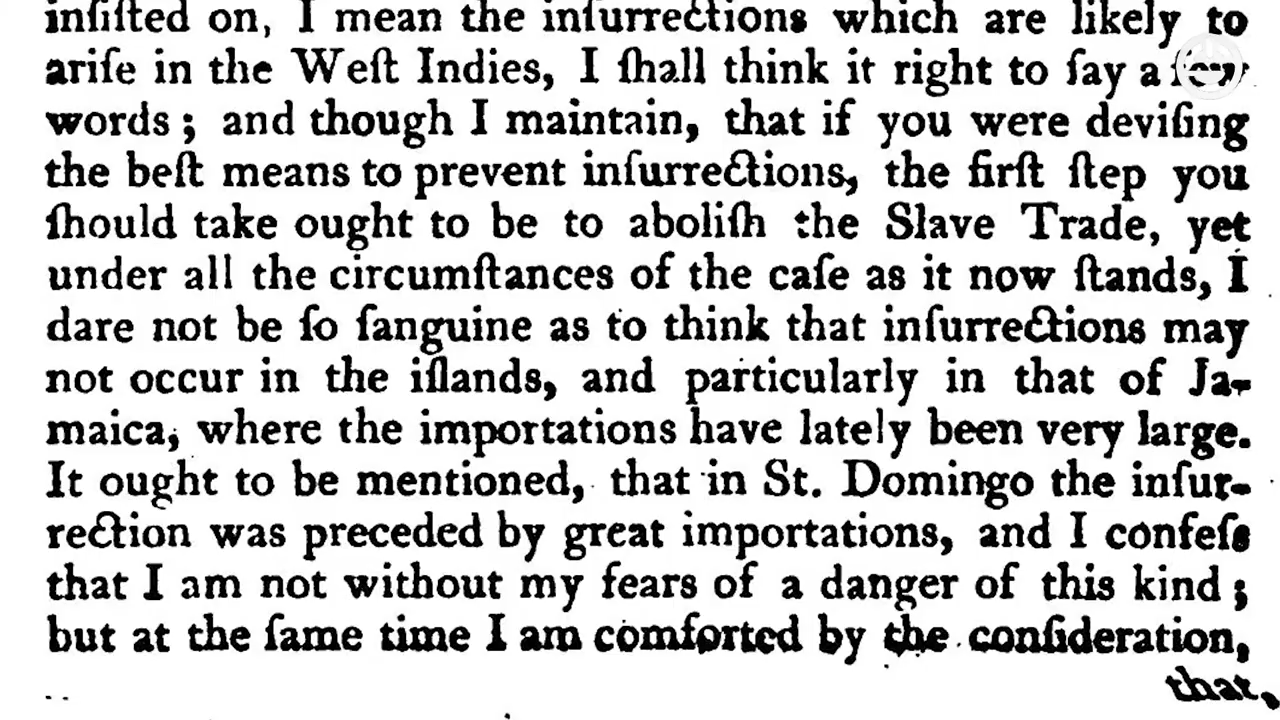 inſiſted on, I mean the inſurrections which are likely to
ariſe in the Weſt Indies, I ſhall think it right to ſay a few
words; and though I maintain, that if you were deviſing
the beſt means to prevent inſurrections, the firſt ſtep you
ſhould take ought to be to aboliſh the Slave Trade, yet
under all the circumſtances of the caſe as it now ſtands, I
dare not be ſo ſanguine as to think that inſurrections may
not occur in the iſlands, and particularly in that of Ja-
maica, where the importations have lately been very large.
It ought to be mentioned, that in St. Domingo the inſur-
rection was preceded by great importations, and I confeſs
that I am not without my fears of a danger of this kind;
but at the ſame time I am comforted by the conſideration,
that,